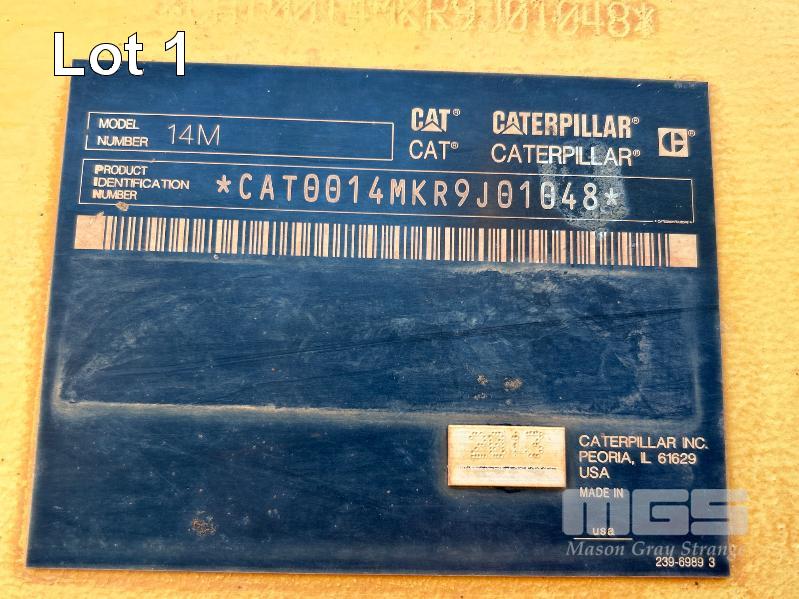 *CAT0014MKR9J01048*
Lot 1
MODEL
NUMBER 14M
CAT® CATERPILLAR®
CAT® CATERPILLAR®
PRODUCT
IDENTIFICATION
NUMBER
*CAT0014MKR9J01048*
2013
CATERPILLAR INC.
PEORIA, IL 61629
USA
MADE IN
usa
MGS
Mason Gray Strange
239-6989 3